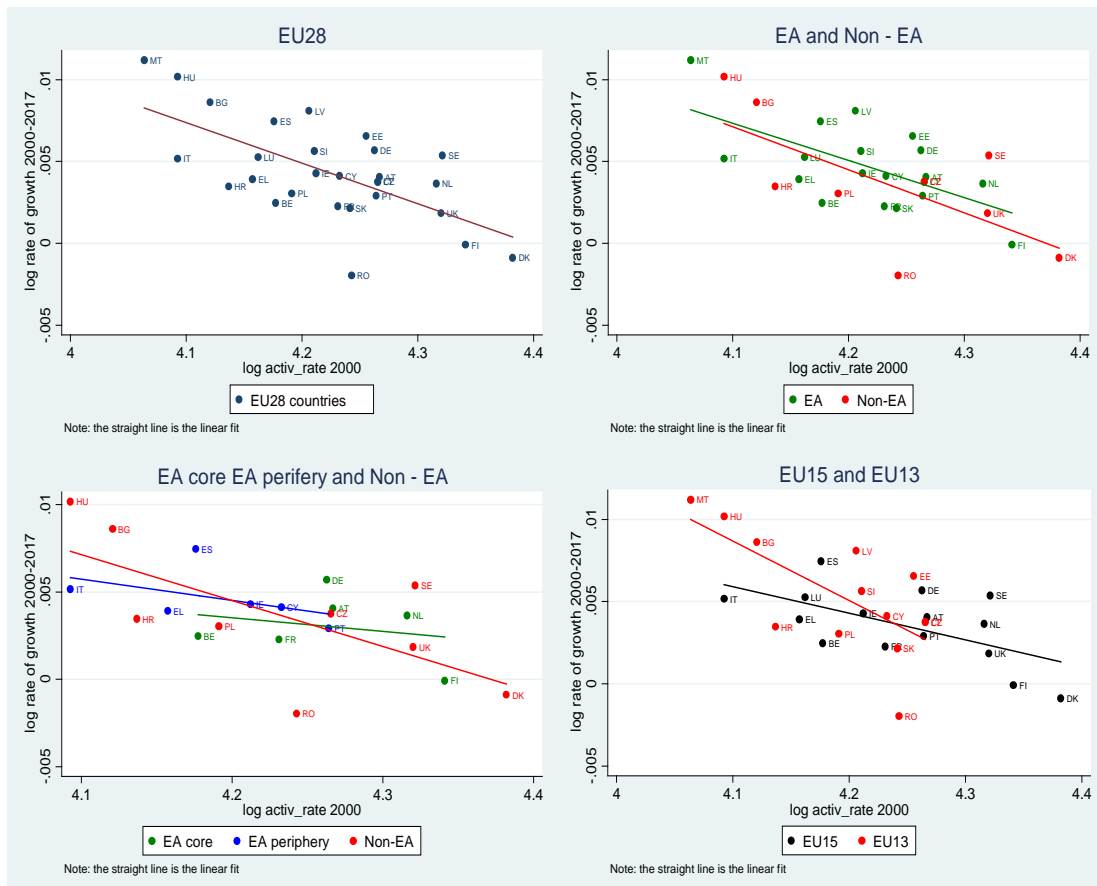 EU28
log rate of growth 2000-2017
.01
.005
0
-.005
MT
HU
BG
LV
ES
EE
DE
SE
SI
LU
IT
IE
CY
AT
CZ
EL
NL
HR
PL
PT
BE
SK
UK
FI
DK
RO
4 4.1 4.2 4.3 4.4
log activ_rate 2000
EU28 countries
Note: the straight line is the linear fit
EA and Non - EA
log rate of growth 2000-2017
.01
.005
0
-.005
MT
HU
BG
LV
ES
EE
DE
SE
SI
LU
IT
IE
CY
AT
CZ
EL
NL
HR
PL
PT
BE
SK
UK
FI
DK
RO
4 4.1 4.2 4.3 4.4
log activ_rate 2000
EA Non-EA
Note: the straight line is the linear fit
EA core EA perifery and Non - EA
log rate of growth 2000-2017
.01
.005
0
-.005
HU
BG
ES
DE
SE
IT
IE
CY
AT
EL
CZ
NL
HR
PL
PT
BE
FR
UK
FI
DK
RO
4.1 4.2 4.3 4.4
log activ_rate 2000
EA core EA periphery Non-EA
Note: the straight line is the linear fit
EU15 and EU13
log rate of growth 2000-2017
.01
.005
0
-.005
MT
HU
BG
LV
ES
EE
DE
SI
SE
LU
IT
IE
CY
AT
EL
CZ
NL
HR
PL
PT
BE
SK
UK
FI
DK
RO
4 4.1 4.2 4.3 4.4
log activ_rate 2000
EU15 EU13
Note: the straight line is the linear fit